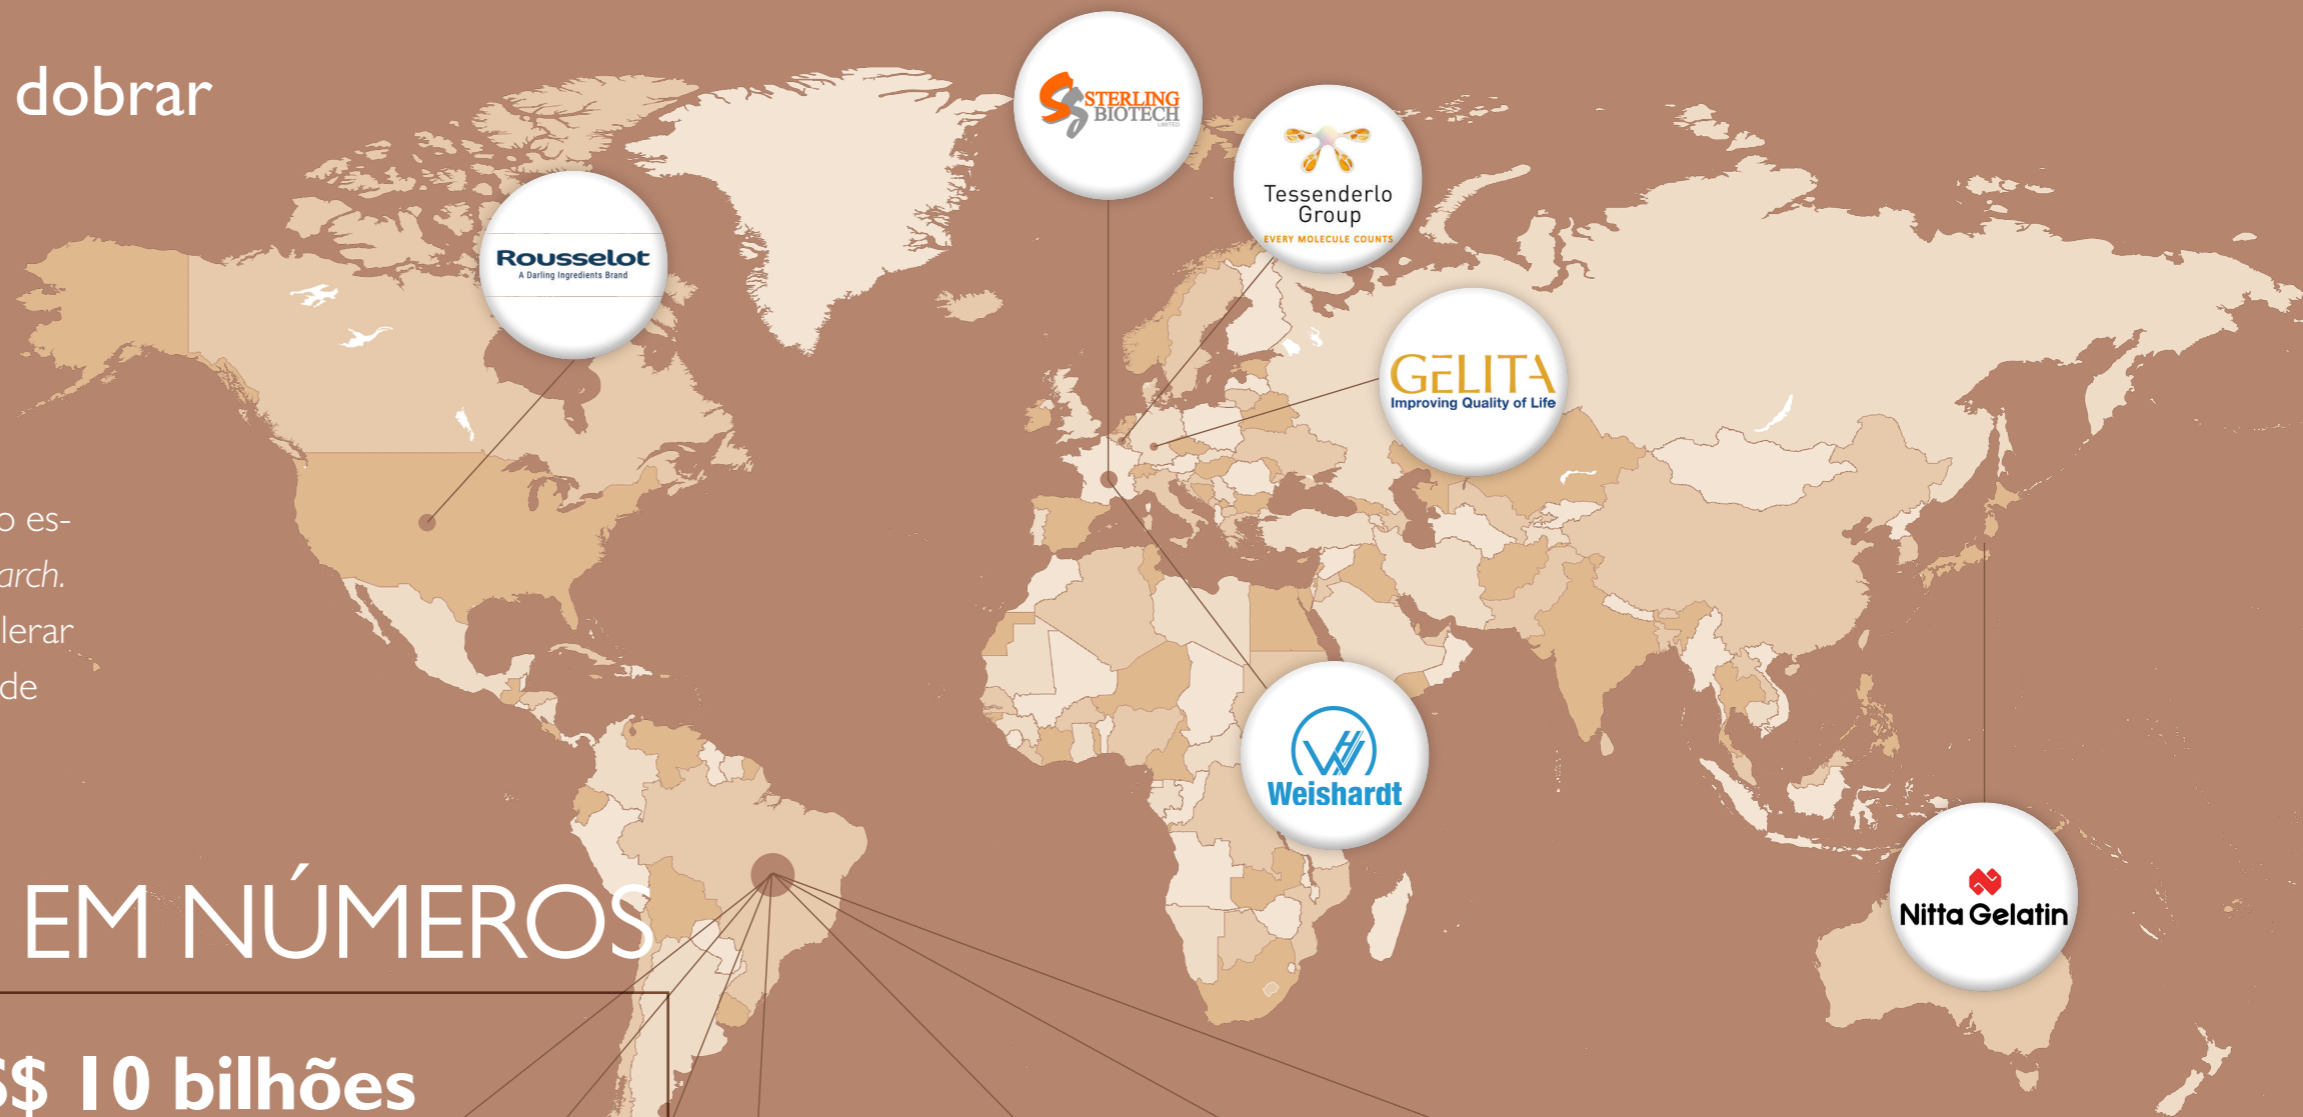 dobrar
STERLING
BIOTECH
LIMITED
Tessenderlo
Group
EVERY MOLECULE COUNTS
Rousselot
A Darling Ingredients Brand
GELITA
Improving Quality of Life
o es-
arch.
lerar
de
Weishardt
EM NÚMEROS
Nitta Gelatin
$ 10 bilhões